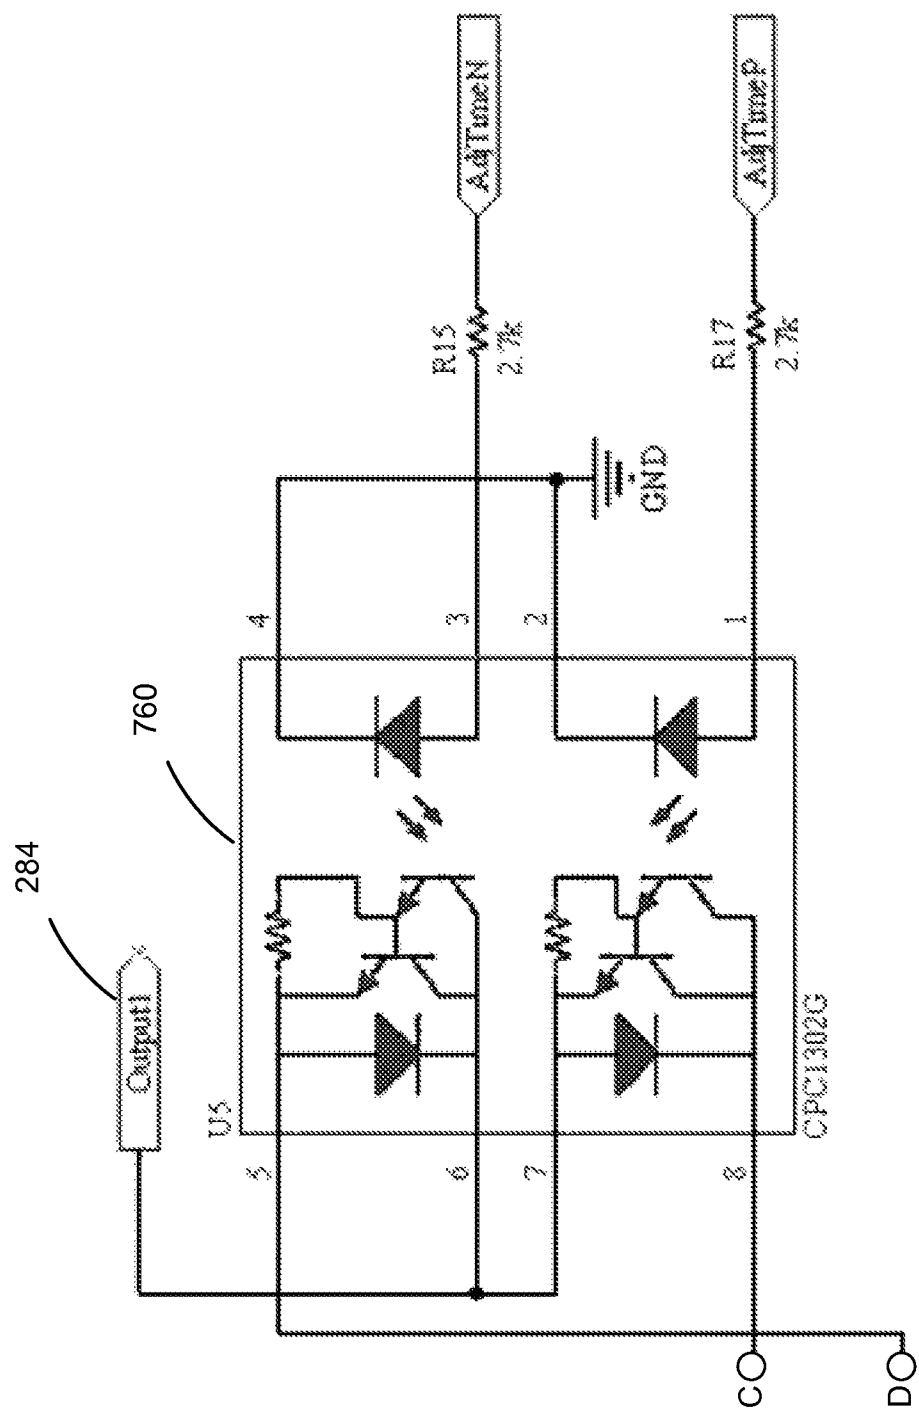 284
760
Output1
U5
CPC1302G
5
6
7
8
4
3
2
1
GND
R15
2.7k
R17
2.7k
AdjTuneN
AdjTuneP
C
D